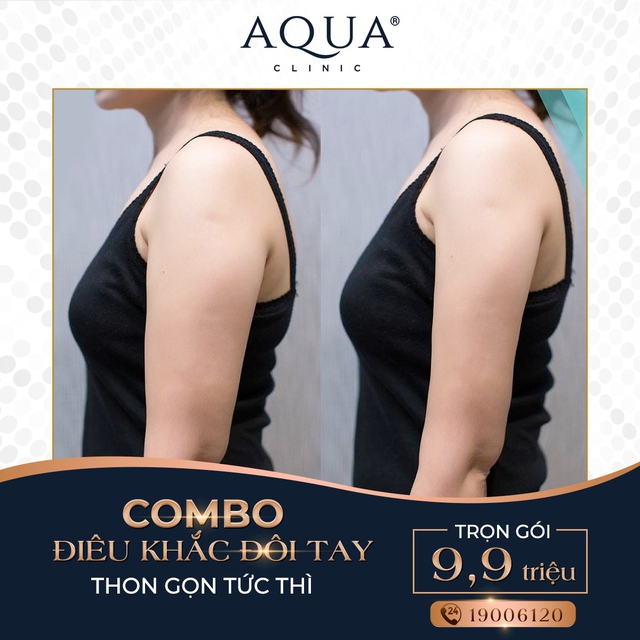 AQUA®
CLINIC
COMBO
ĐIÊU KHẮC ĐÔI TAY
THON GỌN TỨC THÌ
TRỌN GÓI
9,9 triệu
24 19006120